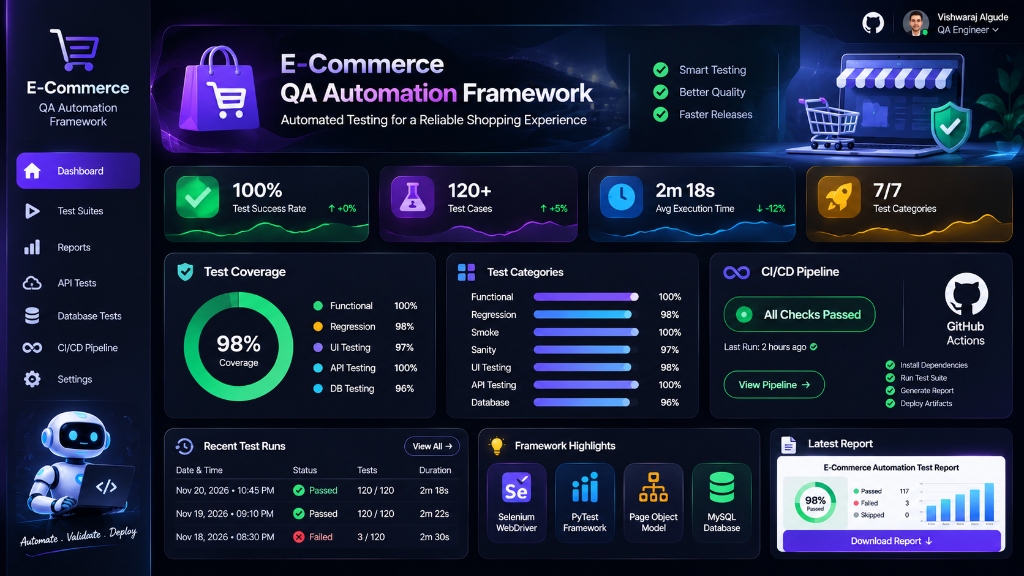 E-Commerce
QA Automation
Framework
Dashboard
Test Suites
Reports
API Tests
Database Tests
CI/CD Pipeline
Settings
</>
Automate . Validate . Deploy
Vishwaraj Algude
QA Engineer
E-Commerce
QA Automation Framework
Automated Testing for a Reliable Shopping Experience
Smart Testing
Better Quality
Faster Releases
100%
Test Success Rate ↑ +0%
120+
Test Cases ↑ +5%
2m 18s
Avg Execution Time ↓ -12%
7/7
Test Categories
Test Coverage
98%
Coverage
Functional 100%
Regression 98%
UI Testing 97%
API Testing 100%
DB Testing 96%
Test Categories
Functional 100%
Regression 98%
Smoke 100%
Sanity 97%
UI Testing 98%
API Testing 100%
Database 96%
CI/CD Pipeline
All Checks Passed
Last Run: 2 hours ago
View Pipeline →
GitHub
Actions
Install Dependencies
Run Test Suite
Generate Report
Deploy Artifacts
Recent Test Runs
View All →
Date & Time Status Tests Duration
Nov 20, 2026 • 10:45 PM Passed 120 / 120 2m 18s
Nov 19, 2026 • 09:10 PM Passed 120 / 120 2m 22s
Nov 18, 2026 • 08:30 PM Failed 3 / 120 2m 30s
Framework Highlights
Se
Selenium
WebDriver
PyTest
Framework
Page Object
Model
MySQL
Database
Latest Report
E-Commerce Automation Test Report
98%
Passed
Passed 117
Failed 3
Skipped 0
Download Report ↓